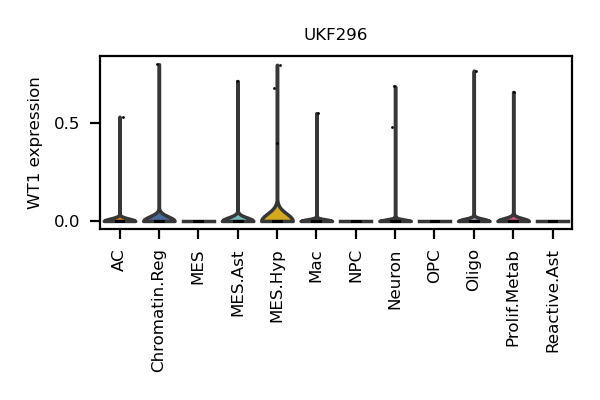 UKF296
WT1 expression
0.5
0.0
AC
Chromatin.Reg
MES
MES.Ast
MES.Hyp
Mac
NPC
Neuron
OPC
Oligo
Prolif.Metab
Reactive.Ast